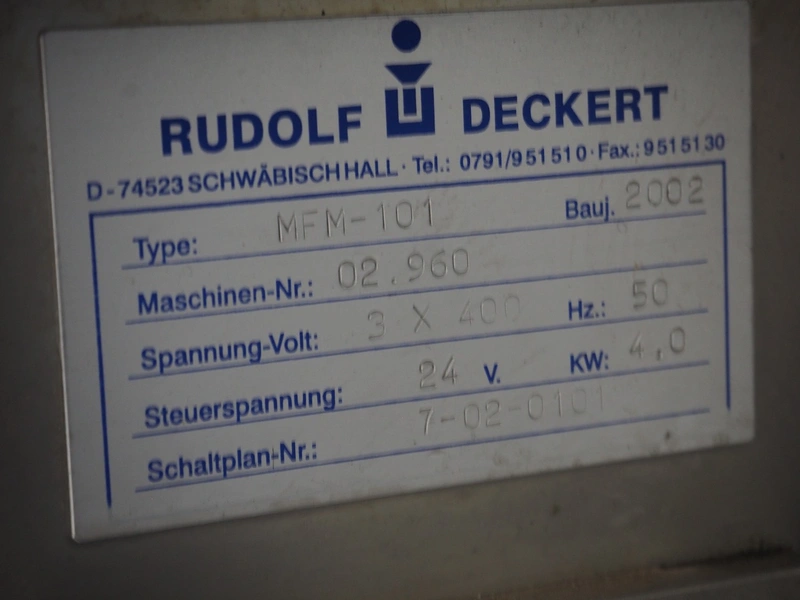 RUDOLF DECKERT
D-74523 SCHWÄBISCH HALL · Tel.: 0791/951510 · Fax.: 9515130
Type: MFM-101 Bauj. 2002
Maschinen-Nr.: 02.960
Spannung-Volt: 3 X 400 Hz.: 50
Steuerspannung: 24 V. KW: 4,0
Schaltplan-Nr.: 7-02-0101